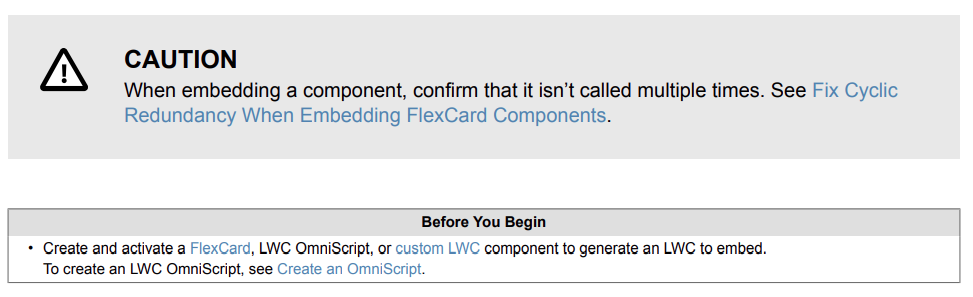 CAUTION
When embedding a component, confirm that it isn't called multiple times. See Fix Cyclic
Redundancy When Embedding FlexCard Components.
Before You Begin
• Create and activate a FlexCard, LWC OmniScript, or custom LWC component to generate an LWC to embed.
To create an LWC OmniScript, see Create an OmniScript.